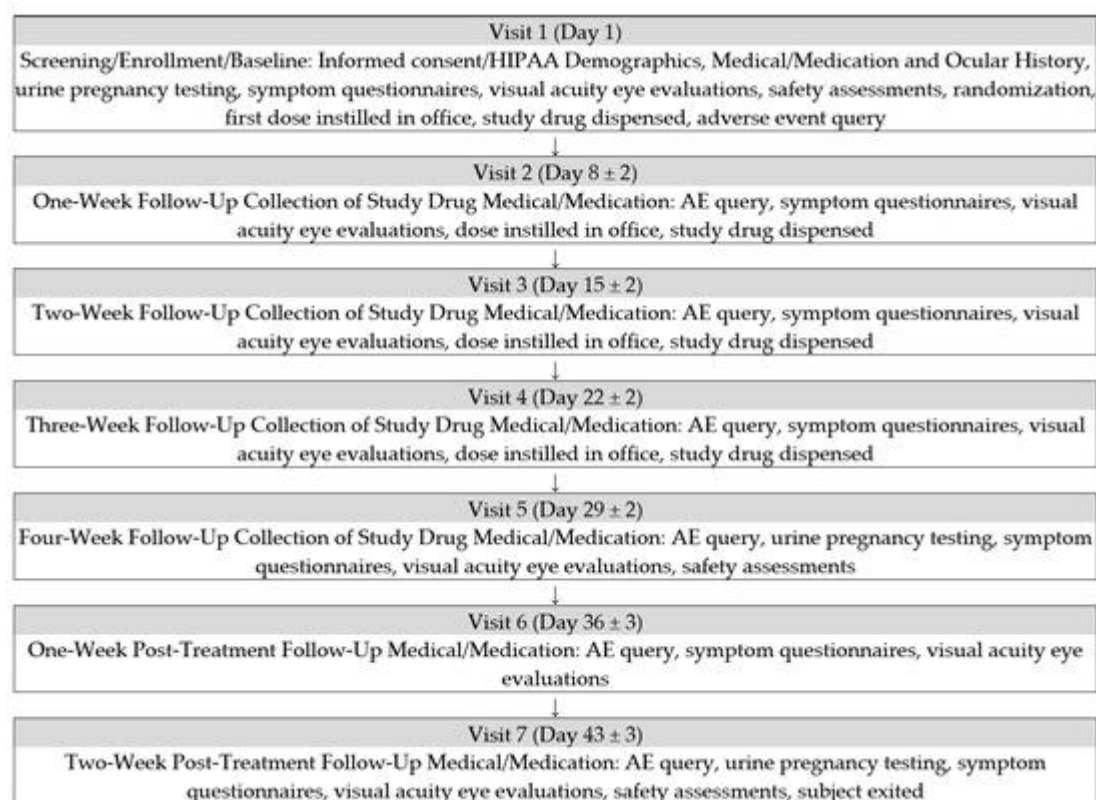 Visit 1 (Day 1)
Screening/Enrollment/Baseline: Informed consent/HIPAA Demographics, Medical/Medication and Ocular History,
urine pregnancy testing, symptom questionnaires, visual acuity eye evaluations, safety assessments, randomization,
first dose instilled in office, study drug dispensed, adverse event query
↓
Visit 2 (Day 8 ± 2)
One-Week Follow-Up Collection of Study Drug Medical/Medication: AE query, symptom questionnaires, visual
acuity eye evaluations, dose instilled in office, study drug dispensed
↓
Visit 3 (Day 15 ± 2)
Two-Week Follow-Up Collection of Study Drug Medical/Medication: AE query, symptom questionnaires, visual
acuity eye evaluations, dose instilled in office, study drug dispensed
↓
Visit 4 (Day 22 ± 2)
Three-Week Follow-Up Collection of Study Drug Medical/Medication: AE query, symptom questionnaires, visual
acuity eye evaluations, dose instilled in office, study drug dispensed
↓
Visit 5 (Day 29 ± 2)
Four-Week Follow-Up Collection of Study Drug Medical/Medication: AE query, urine pregnancy testing, symptom
questionnaires, visual acuity eye evaluations, safety assessments
↓
Visit 6 (Day 36 ± 3)
One-Week Post-Treatment Follow-Up Medical/Medication: AE query, symptom questionnaires, visual acuity eye
evaluations
↓
Visit 7 (Day 43 ± 3)
Two-Week Post-Treatment Follow-Up Medical/Medication: AE query, urine pregnancy testing, symptom
questionnaires, visual acuity eye evaluations, safety assessments, subject exited